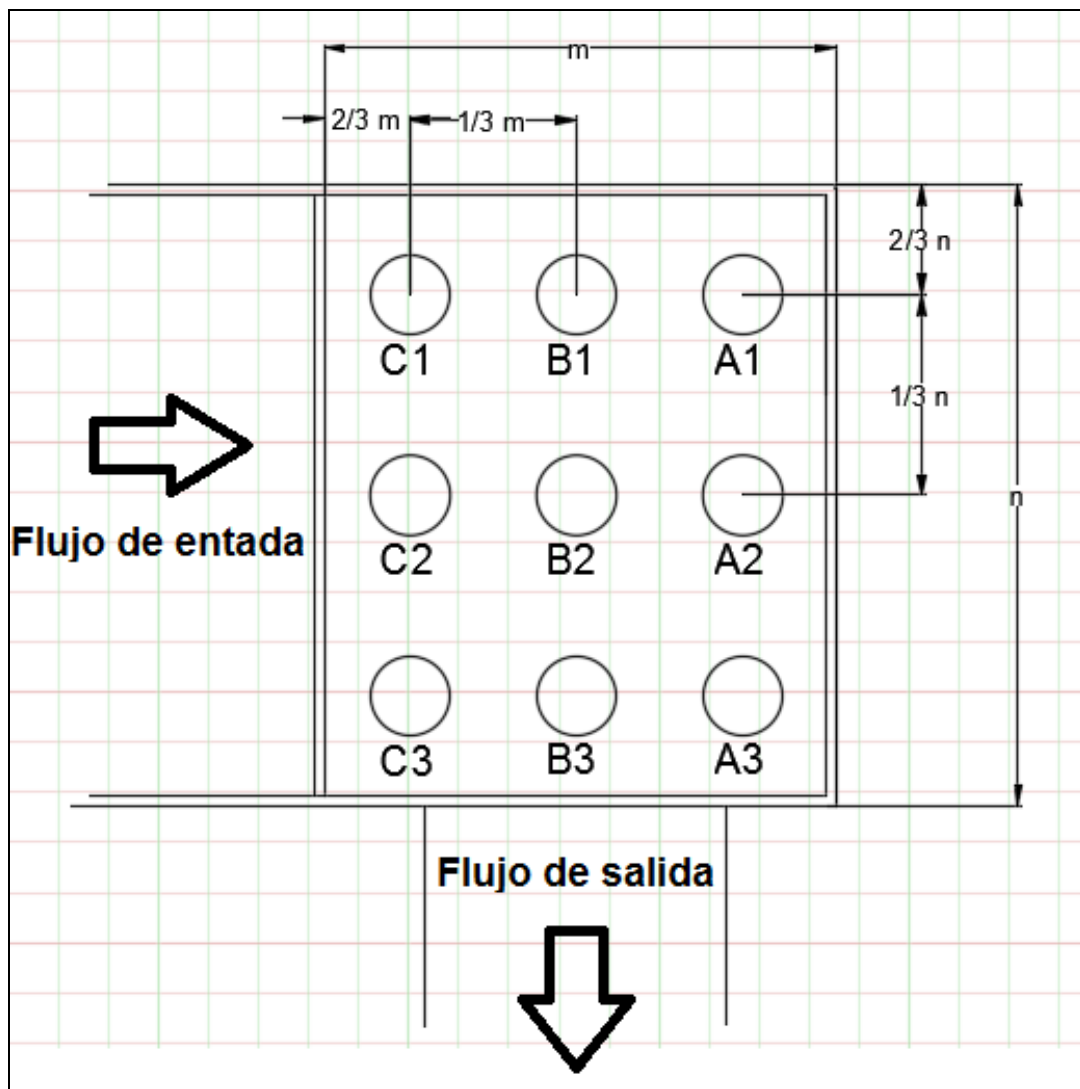 m
2/3 m
1/3 m
2/3 n
C1 B1 A1
1/3 n
n
Flujo de entada
C2 B2 A2
C3 B3 A3
Flujo de salida